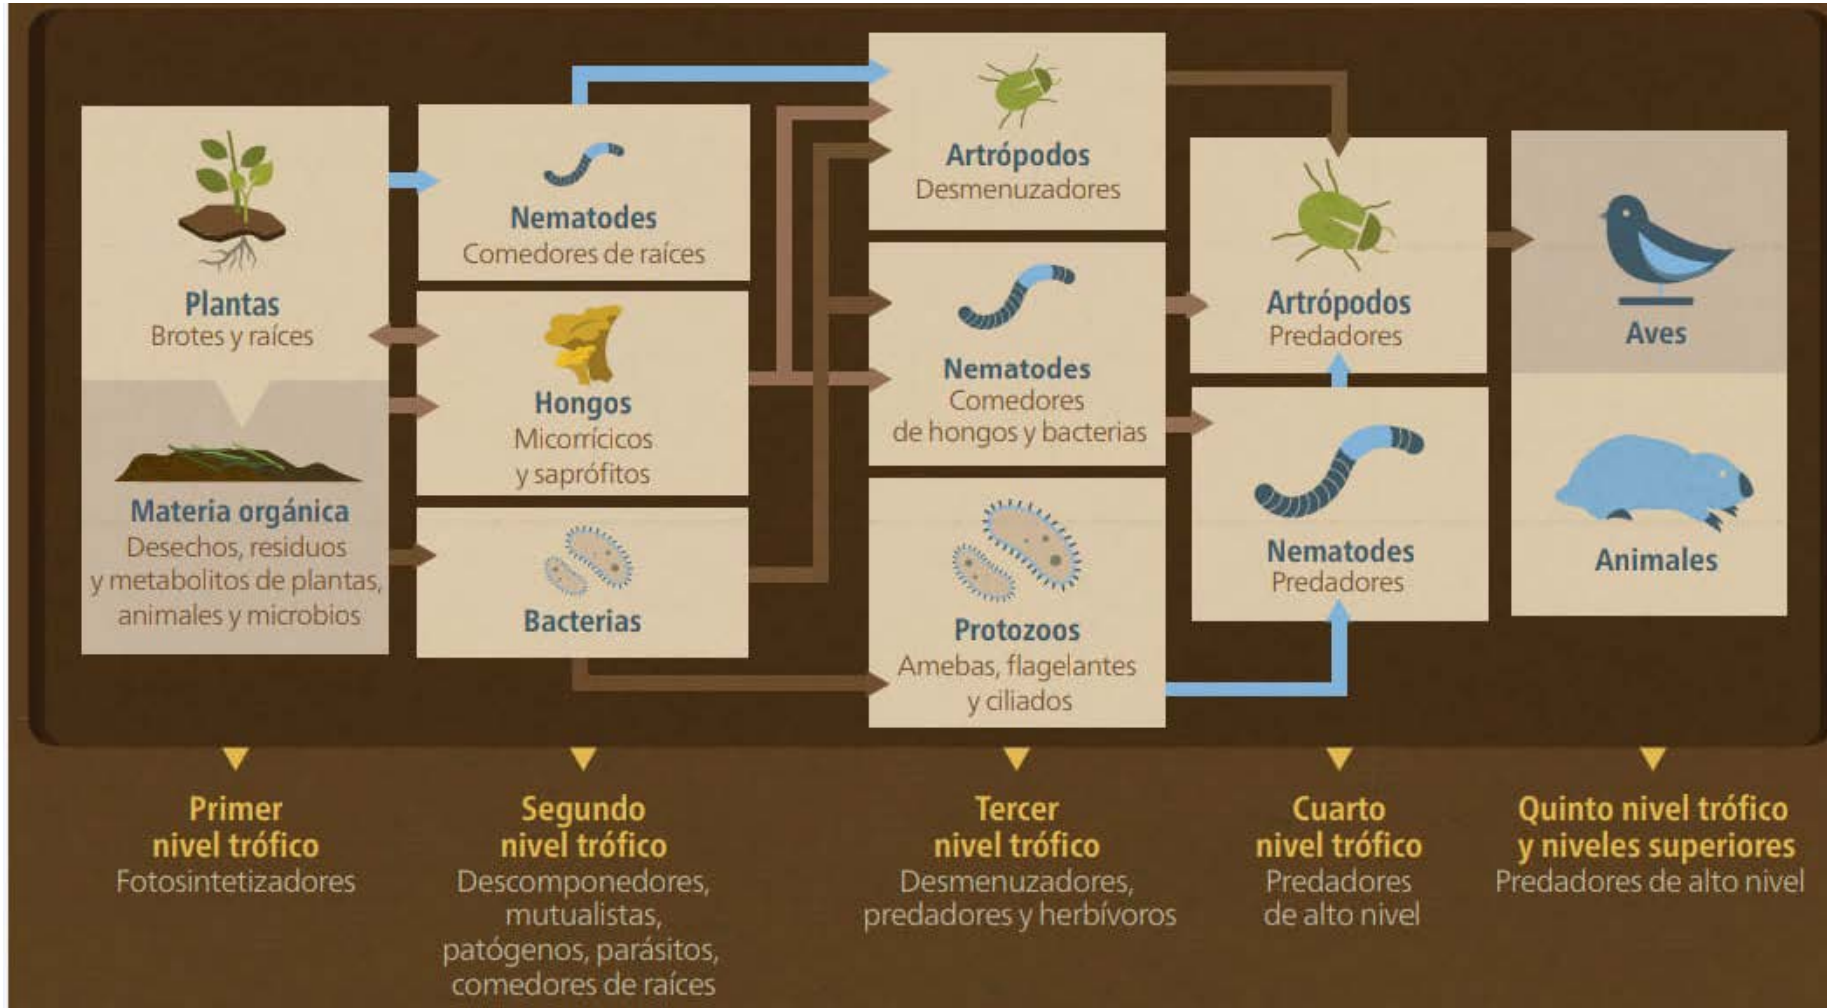 Plantas
Brotes y raíces
Materia orgánica
Desechos, residuos
y metabolitos de plantas,
animales y microbios
Nematodes
Comedores de raíces
Hongos
Micorrícicos
y saprófitos
Bacterias
Artrópodos
Desmenuzadores
Nematodes
Comedores
de hongos y bacterias
Protozoos
Amebas, flagelantes
y ciliados
Artrópodos
Predadores
Nematodes
Predadores
Aves
Animales
Primer
nivel trófico
Fotosintetizadores
Segundo
nivel trófico
Descomponedores,
mutualistas,
patógenos, parásitos,
comedores de raíces
Tercer
nivel trófico
Desmenuzadores,
predadores y herbívoros
Cuarto
nivel trófico
Predadores
de alto nivel
Quinto nivel trófico
y niveles superiores
Predadores de alto nivel